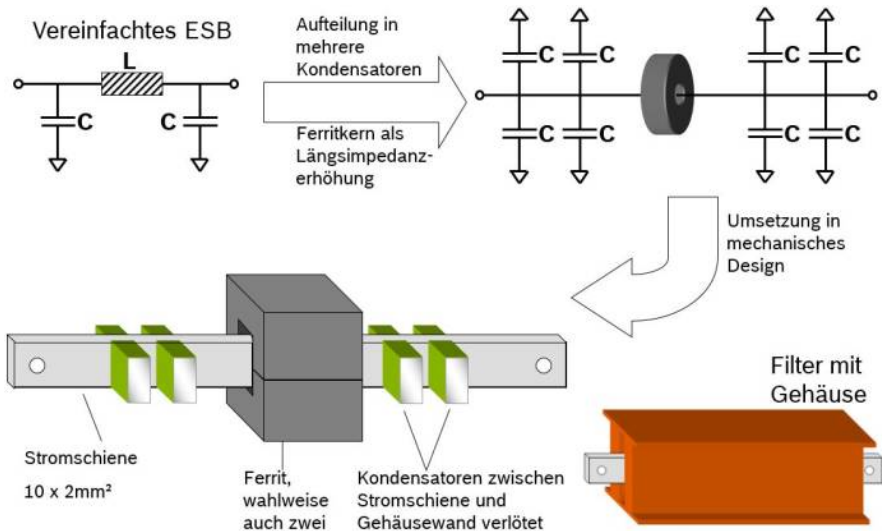 Vereinfachtes ESB
L
C
C
Aufteilung in
mehrere
Kondensatoren
Ferritkern als
Längsimpedanz-
erhöhung
C
C
C
C
C
C
C
C
Umsetzung in
mechanisches
Design
Stromschiene
10 x 2mm²
Ferrit,
wahlweise
auch zwei
Kondensatoren zwischen
Stromschiene und
Gehäusewand verlötet
Filter mit
Gehäuse